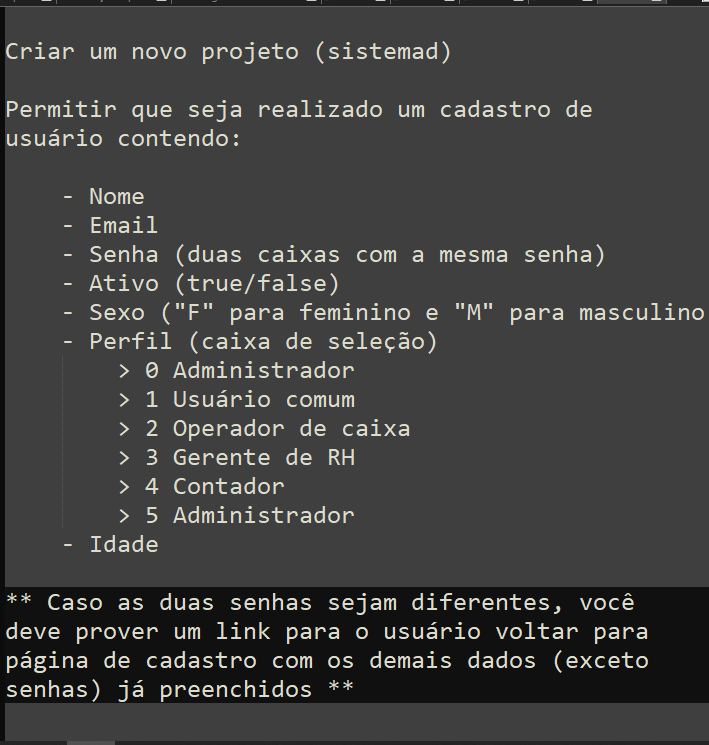 Criar um novo projeto (sistemad)
Permitir que seja realizado um cadastro de
usuário contendo:
- Nome
- Email
- Senha (duas caixas com a mesma senha)
- Ativo (true/false)
- Sexo ("F" para feminino e "M" para masculino
- Perfil (caixa de seleção)
> 0 Administrador
> 1 Usuário comum
> 2 Operador de caixa
> 3 Gerente de RH
> 4 Contador
> 5 Administrador
- Idade
** Caso as duas senhas sejam diferentes, você
deve prover um link para o usuário voltar para
página de cadastro com os demais dados (exceto
senhas) já preenchidos **